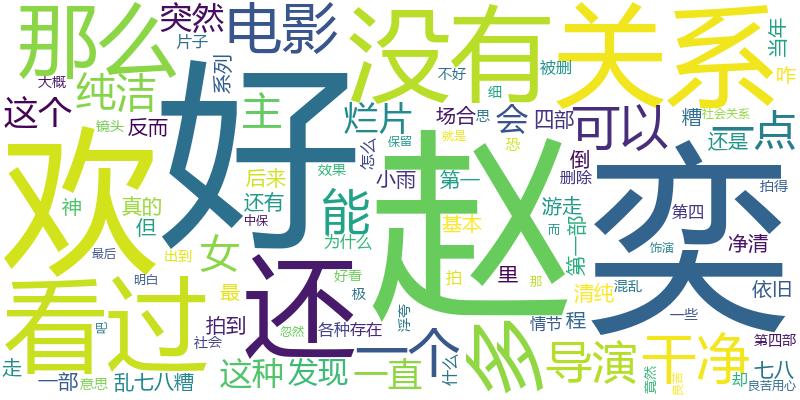 突然
片子
电影
那么
没有
关系
当年
大概
纯洁
系列
不好
被删
咋
细
这个
镜头
反而
主
烂片
场合
思
会
四部
可以
糟
社会关系
一点
还是
保留
就是
恐
怎么
欢
好
赵
奕
后来
效果
小雨
第一
倒
删除
拍得
神
真的
还有
能
游走
第四
但
中保
为什么
基本
而
第一部
饰演
净清
女
还
里
最后
出到
好看
拍
那
明白
最
极
清纯
混乱
依旧
看过
拍到
各种存在
浮夸
多
情节
程
一些
社会
忽然
一个
导演
干净
第四部
走
一部
意思
乱七八糟
这种
发现
一直
什么
竟然
却
七八
良苦用心